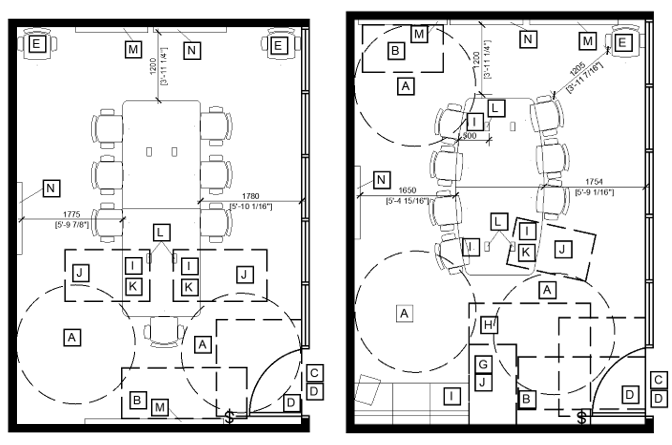 E
M
N
E
1200
[3'-11 1/4"]
N
1780
[5'-10 1/16"]
1775
[5'-9 7/8"]
L
J
I
I
J
K
K
A
A
B
M
C
D
D
$
M
N
M
E
B
A
1200
[3'-11 1/4"]
1205
[3'-11 7/16"]
L
I
500
N
1650
[5'-4 15/16"]
1754
[5'-9 1/16"]
L
I
I
K
J
A
A
H
G
J
I
B
C
D
D
$